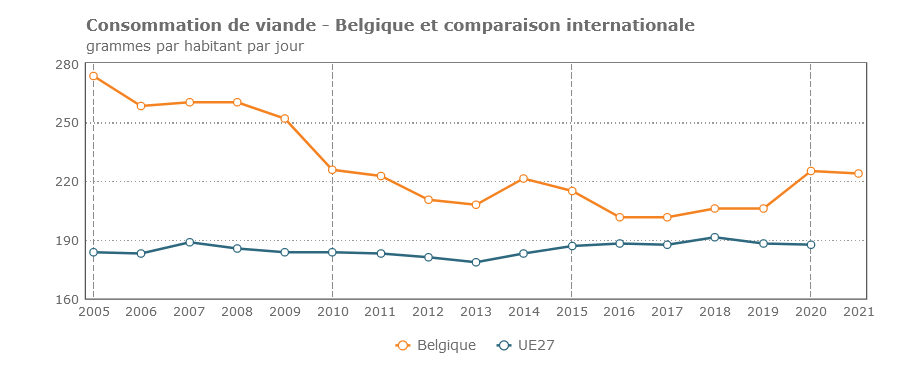 Consommation de viande - Belgique et comparaison internationale
grammes par habitant par jour
280
250
220
190
160
2005 2006 2007 2008 2009 2010 2011 2012 2013 2014 2015 2016 2017 2018 2019 2020 2021
Belgique UE27